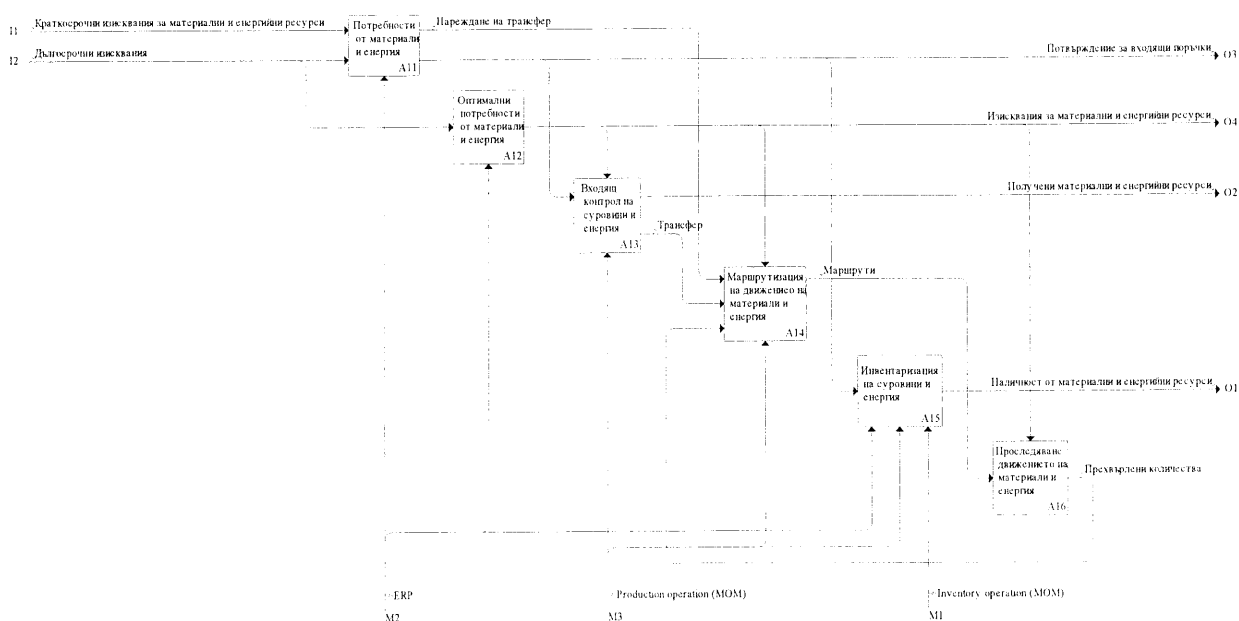 I1 Краткосрочни изисквания за материални и енергийни ресурси
I2 Дългосрочни изисквания
Потребности
от материали
и енергия
A11
Нареждане на трансфер
Потвърждение за входящи поръчки O3
Оптимални
потребности
от материали
и енергия
A12
Изисквания за материални и енергийни ресурси O4
Входящ
контрол на
суровини и
енергия
A13
Получени материални и енергийни ресурси O2
Трансфер
Маршрутизация
на движениео на
материали и
енергия
A14
Маршрути
Инвентаризация
на суровини и
енергия
A15
Наличност от материални и енергийни ресурси O1
Проследяване
движението на
материали и
енергия
A16
Прехвърлени количества
ERP
M2
Production operation (MOM)
M3
Inventory operation (MOM)
M1